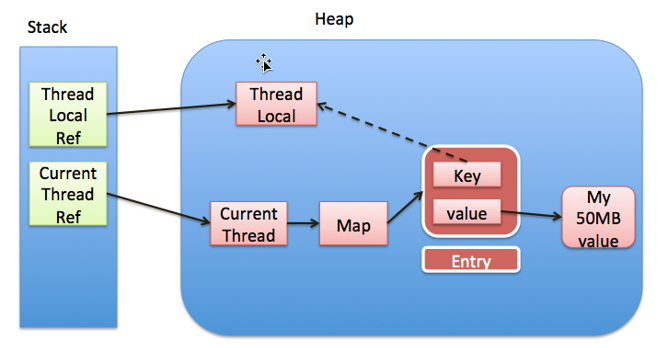 Stack
Heap
Thread
Local
Ref
Thread
Local
Current
Thread
Ref
Current
Thread
Map
Key
value
Entry
My
50MB
value